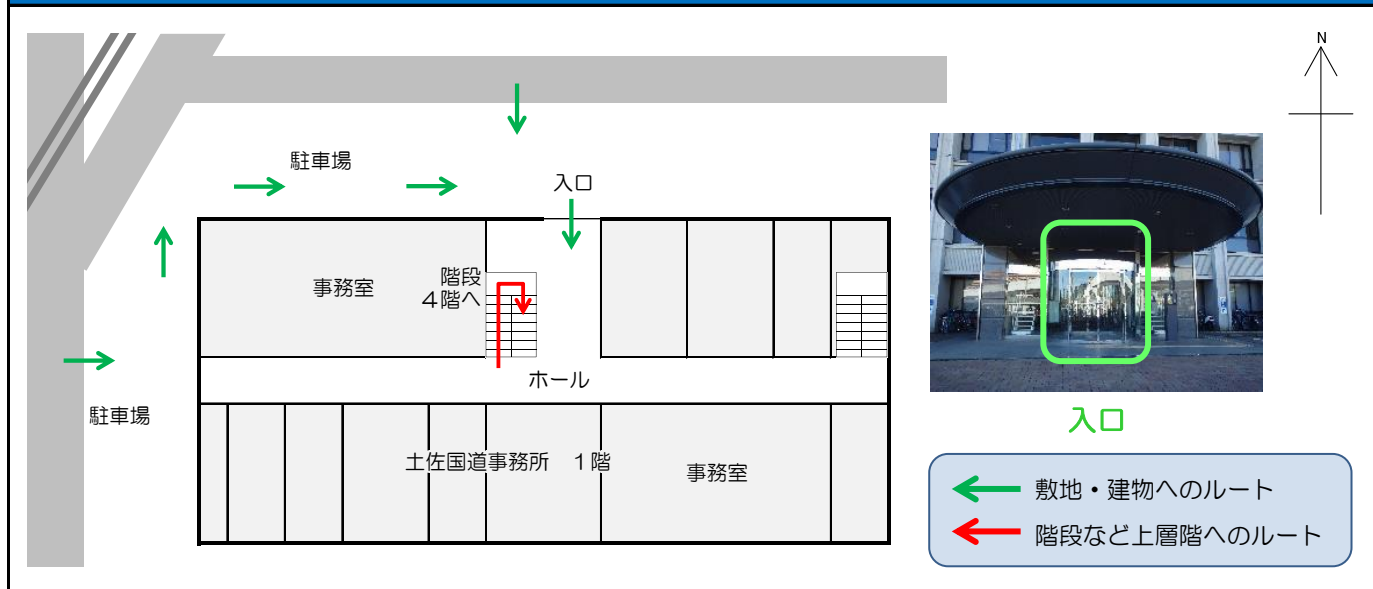 N
駐車場
入口
事務室
階段
4階へ
ホール
駐車場
土佐国道事務所 1階
事務室
入口
敷地・建物へのルート
階段など上層階へのルート